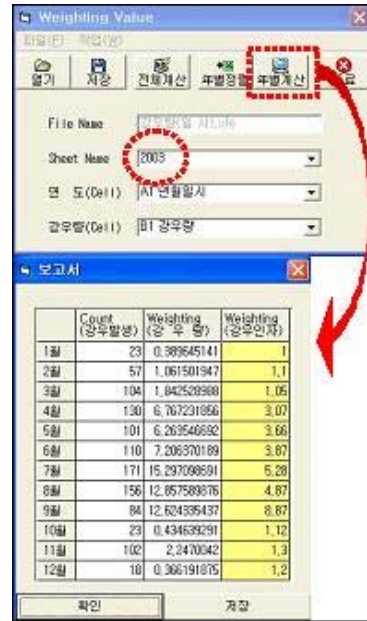 Weighting Value
파일(F) 작업(W)
열기 저장 전체계산 年별정렬 年별계산
File Name
Sheet Name 2003
연 도(Cell) A1 년월일시
강우량(Cell) B1 강우량
보고서
Count Weighting Weighting
(강우발생) (강 우 량) (강우인자)
1월 23 0,389645141 1
2월 57 1,061501947 1,1
3월 104 1,842528988 1,05
4월 130 6,767231856 3,07
5월 101 6,263546692 3,66
6월 110 7,206370189 3,87
7월 171 15,297098691 5,28
8월 156 12,857589876 4,87
9월 84 12,624335437 8,87
10월 23 0,434639291 1,12
11월 102 2,2470042 1,3
12월 18 0,366191875 1,2
확인 저장